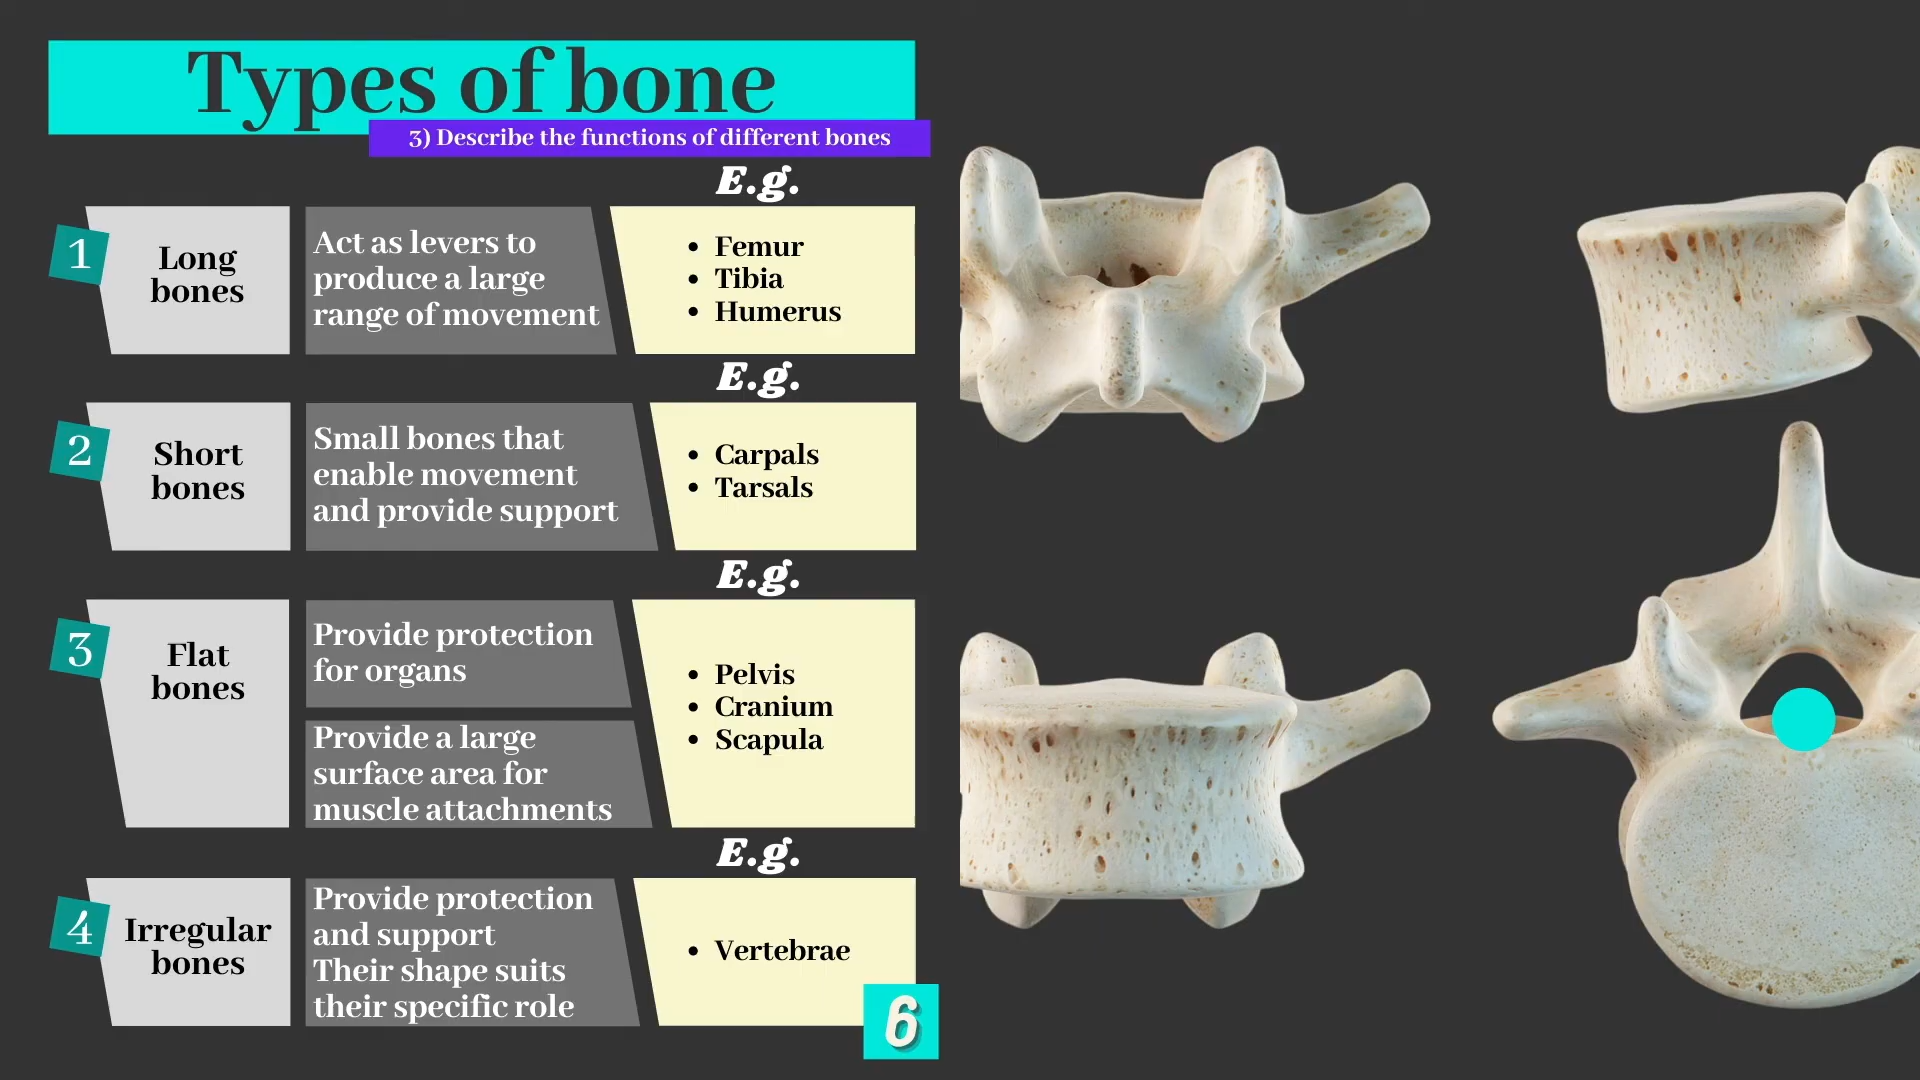 Types of bone
3) Describe the functions of different bones
E.g.
1
Long
bones
Act as levers to
produce a large
range of movement
• Femur
• Tibia
• Humerus
E.g.
2
Short
bones
Small bones that
enable movement
and provide support
• Carpals
• Tarsals
E.g.
3
Flat
bones
Provide protection
for organs
Provide a large
surface area for
muscle attachments
• Pelvis
• Cranium
• Scapula
E.g.
4
Irregular
bones
Provide protection
and support
Their shape suits
their specific role
• Vertebrae
6